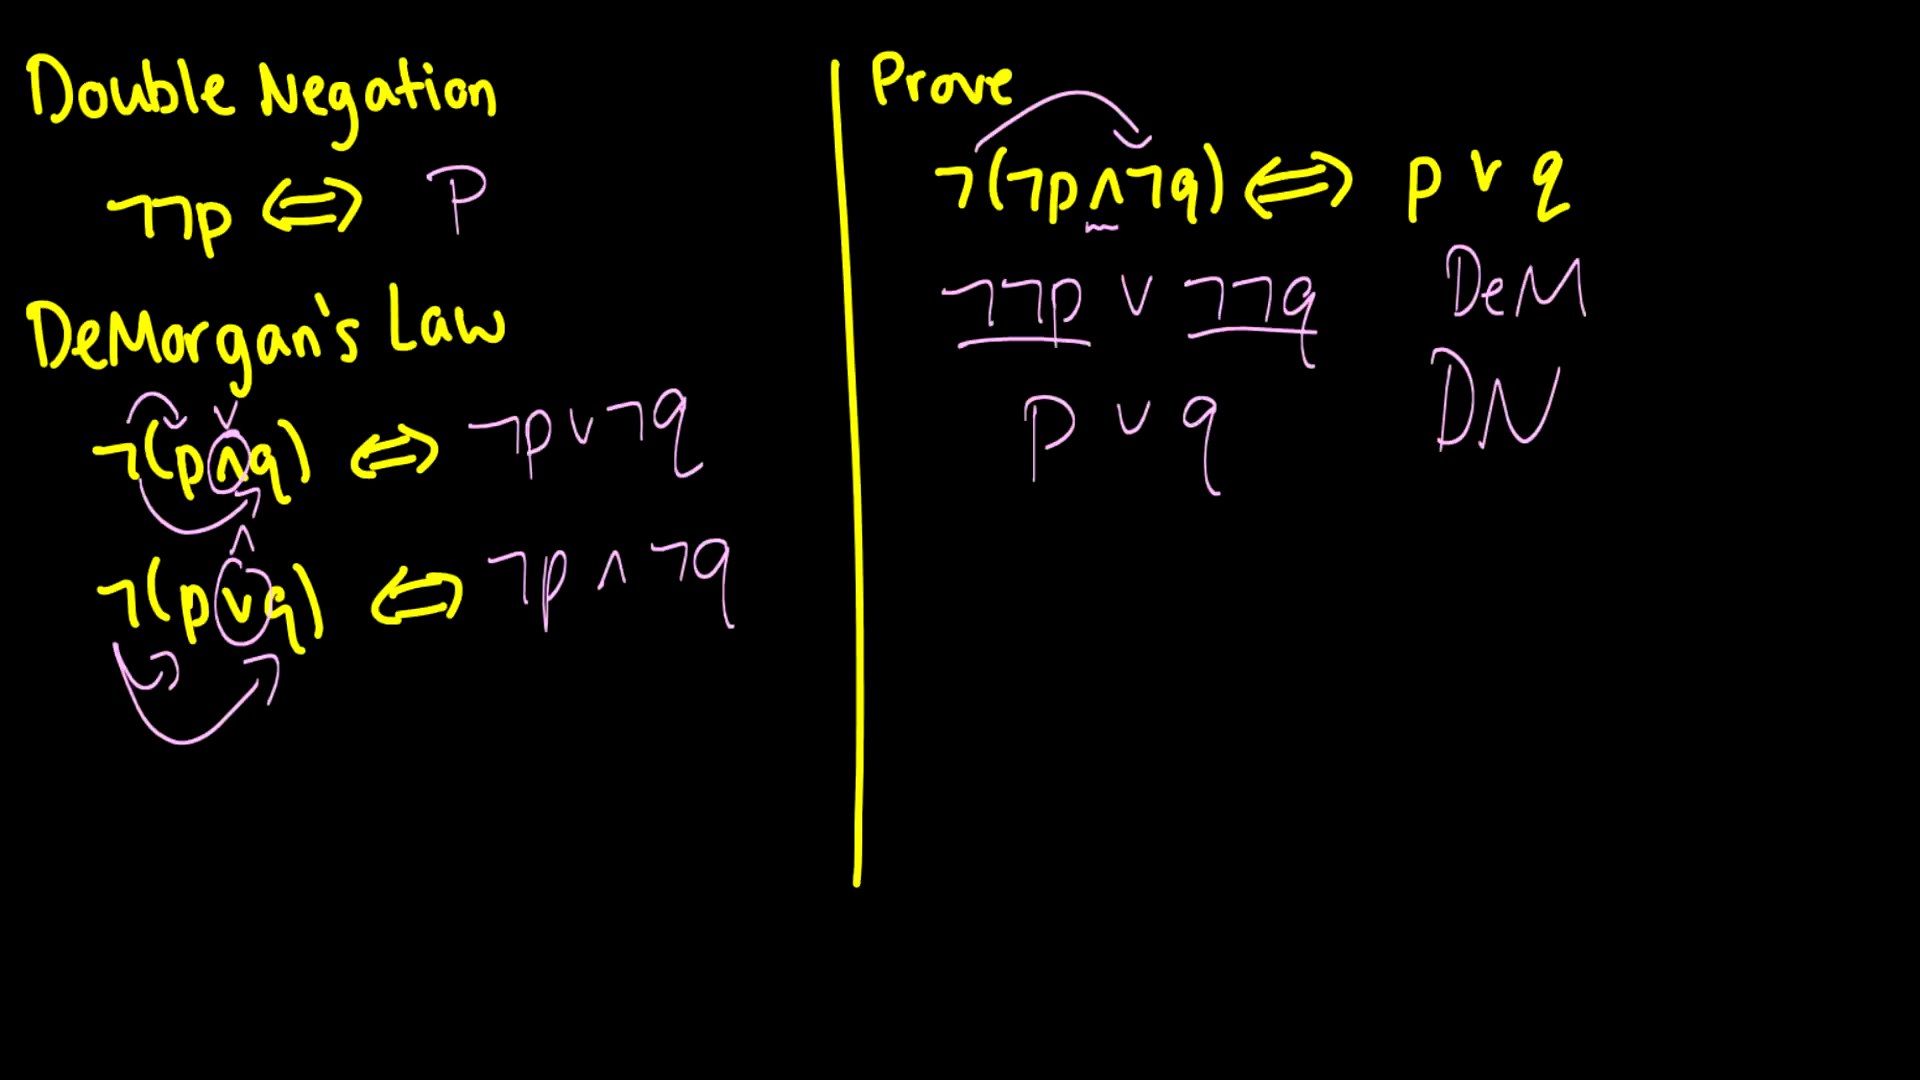 Double Negation
¬¬p ⇔ P
DeMorgan's Law
∨
¬(p∧q) ⇔ ¬p∨¬q
∧
¬(p∨q) ⇔ ¬p∧¬q
Prove
¬(¬p∧¬q) ⇔ p∨q
¬¬p ∨ ¬¬q DeM
P ∨ q DN